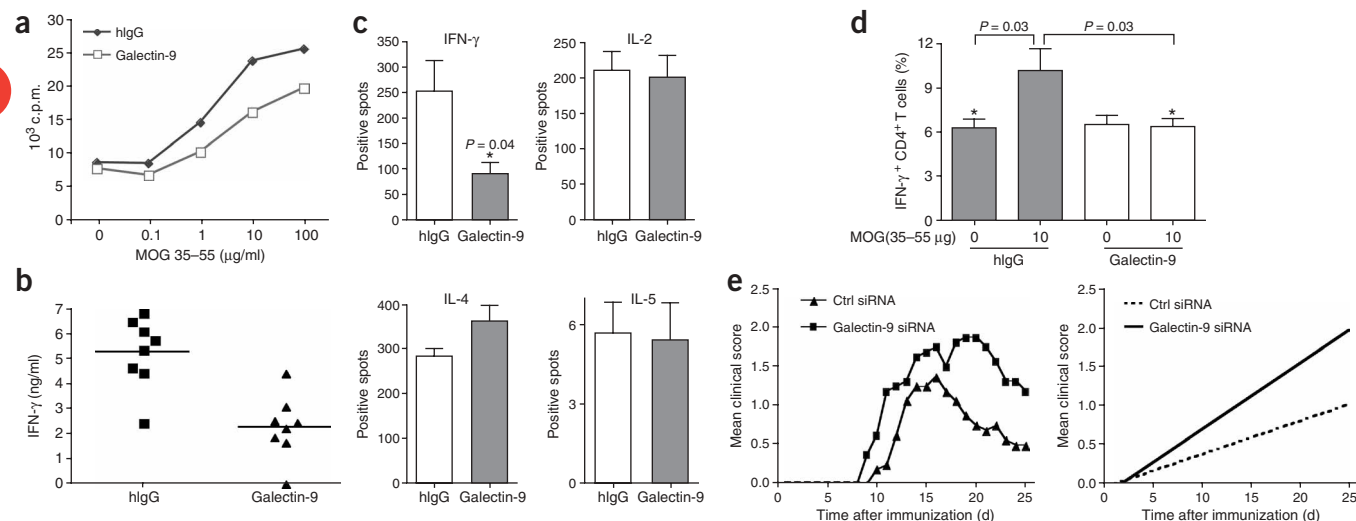 a
hIgG
Galectin-9
10³ c.p.m.
30
25
20
15
10
5
0
0 0.1 1 10 100
MOG 35–55 (μg/ml)
b
IFN-γ (ng/ml)
7
6
5
4
3
2
1
0
hIgG Galectin-9
c
IFN-γ
Positive spots
350
300
250
200
150
100
50
0
P = 0.04
*
hIgG Galectin-9
IL-2
Positive spots
250
200
150
100
50
0
hIgG Galectin-9
IL-4
Positive spots
400
300
200
100
0
hIgG Galectin-9
IL-5
Positive spots
6
3
0
hIgG Galectin-9
d
P = 0.03
P = 0.03
IFN-γ⁺ CD4⁺ T cells (%)
12
9
6
3
0
* *
MOG(35–55 μg) 0 10 0 10
hIgG Galectin-9
e
Ctrl siRNA
Galectin-9 siRNA
Mean clinical score
2.5
2.0
1.5
1.0
0.5
0
0 5 10 15 20 25
Time after immunization (d)
Ctrl siRNA
Galectin-9 siRNA
Mean clinical score
2.5
2.0
1.5
1.0
0.5
0
0 5 10 15 20 25
Time after immunization (d)